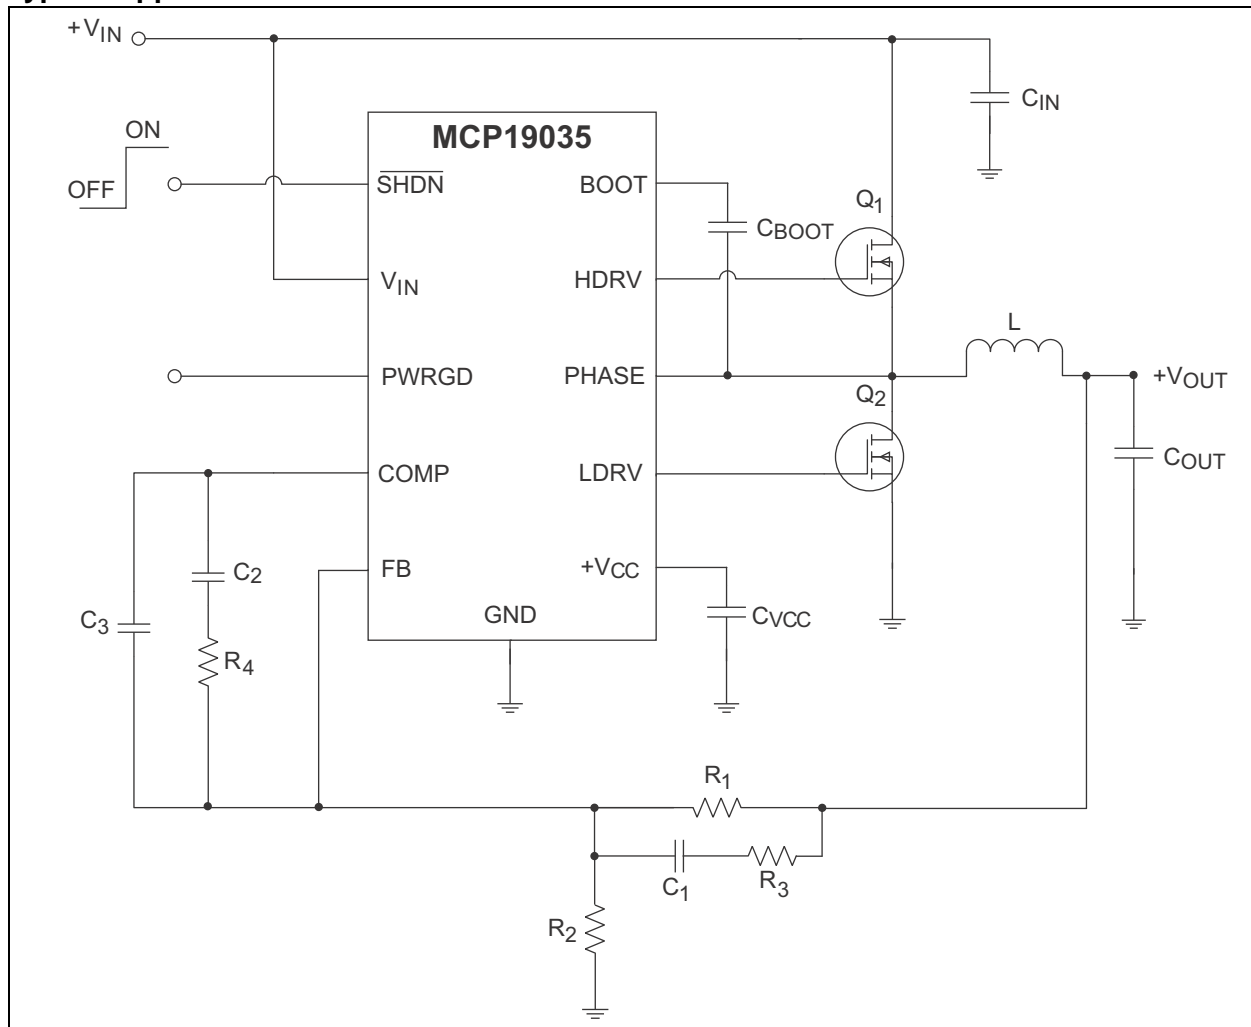 +VIN
CIN
MCP19035
ON
OFF
SHDN
BOOT
Q1
CBOOT
VIN
HDRV
L
PWRGD
PHASE
+VOUT
Q2
COMP
LDRV
COUT
C2
FB
+VCC
C3
GND
CVCC
R4
R1
C1
R3
R2